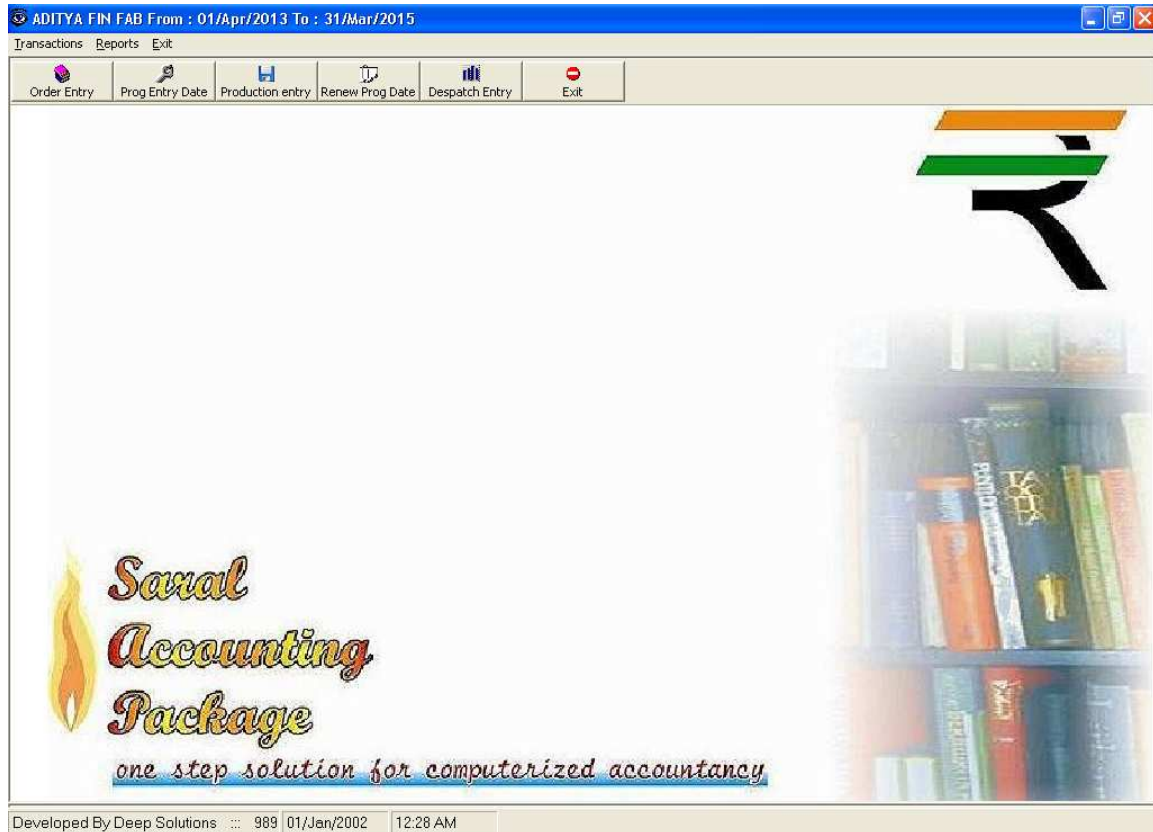 ADITYA FIN FAB From : 01/Apr/2013 To : 31/Mar/2015
Transactions Reports Exit
Order Entry Prog Entry Date Production entry Renew Prog Date Despatch Entry Exit
Saral
Accounting
Package
one step solution for computerized accountancy
Developed By Deep Solutions ::: 989 01/Jan/2002 12:28 AM